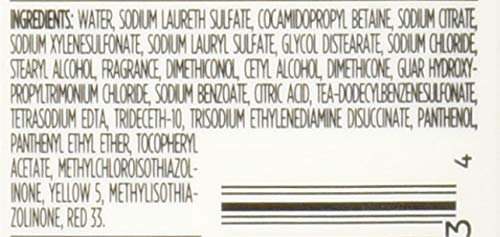 INGREDIENTS: WATER, SODIUM LAURETH SULFATE, COCAMIDOPROPYL BETAINE, SODIUM CITRATE,
SODIUM XYLENESULFONATE, SODIUM LAURYL SULFATE, GLYCOL DISTEARATE, SODIUM CHLORIDE,
STEARYL ALCOHOL, FRAGRANCE, DIMETHICONOL, CETYL ALCOHOL, DIMETHICONE, GUAR HYDROXY-
PROPYLTRIMONIUM CHLORIDE, SODIUM BENZOATE, CITRIC ACID, TEA-DODECYLBENZENESULFONATE,
TETRASODIUM EDTA, TRIDECETH-10, TRISODIUM ETHYLENEDIAMINE DISUCCINATE, PANTHENOL,
PANTHENYL ETHYL ETHER, TOCOPHERYL
ACETATE, METHYLCHLOROISOTHIAZOL-
INONE, YELLOW 5, METHYLISOTHIA-
ZOLINONE, RED 33.
4
3